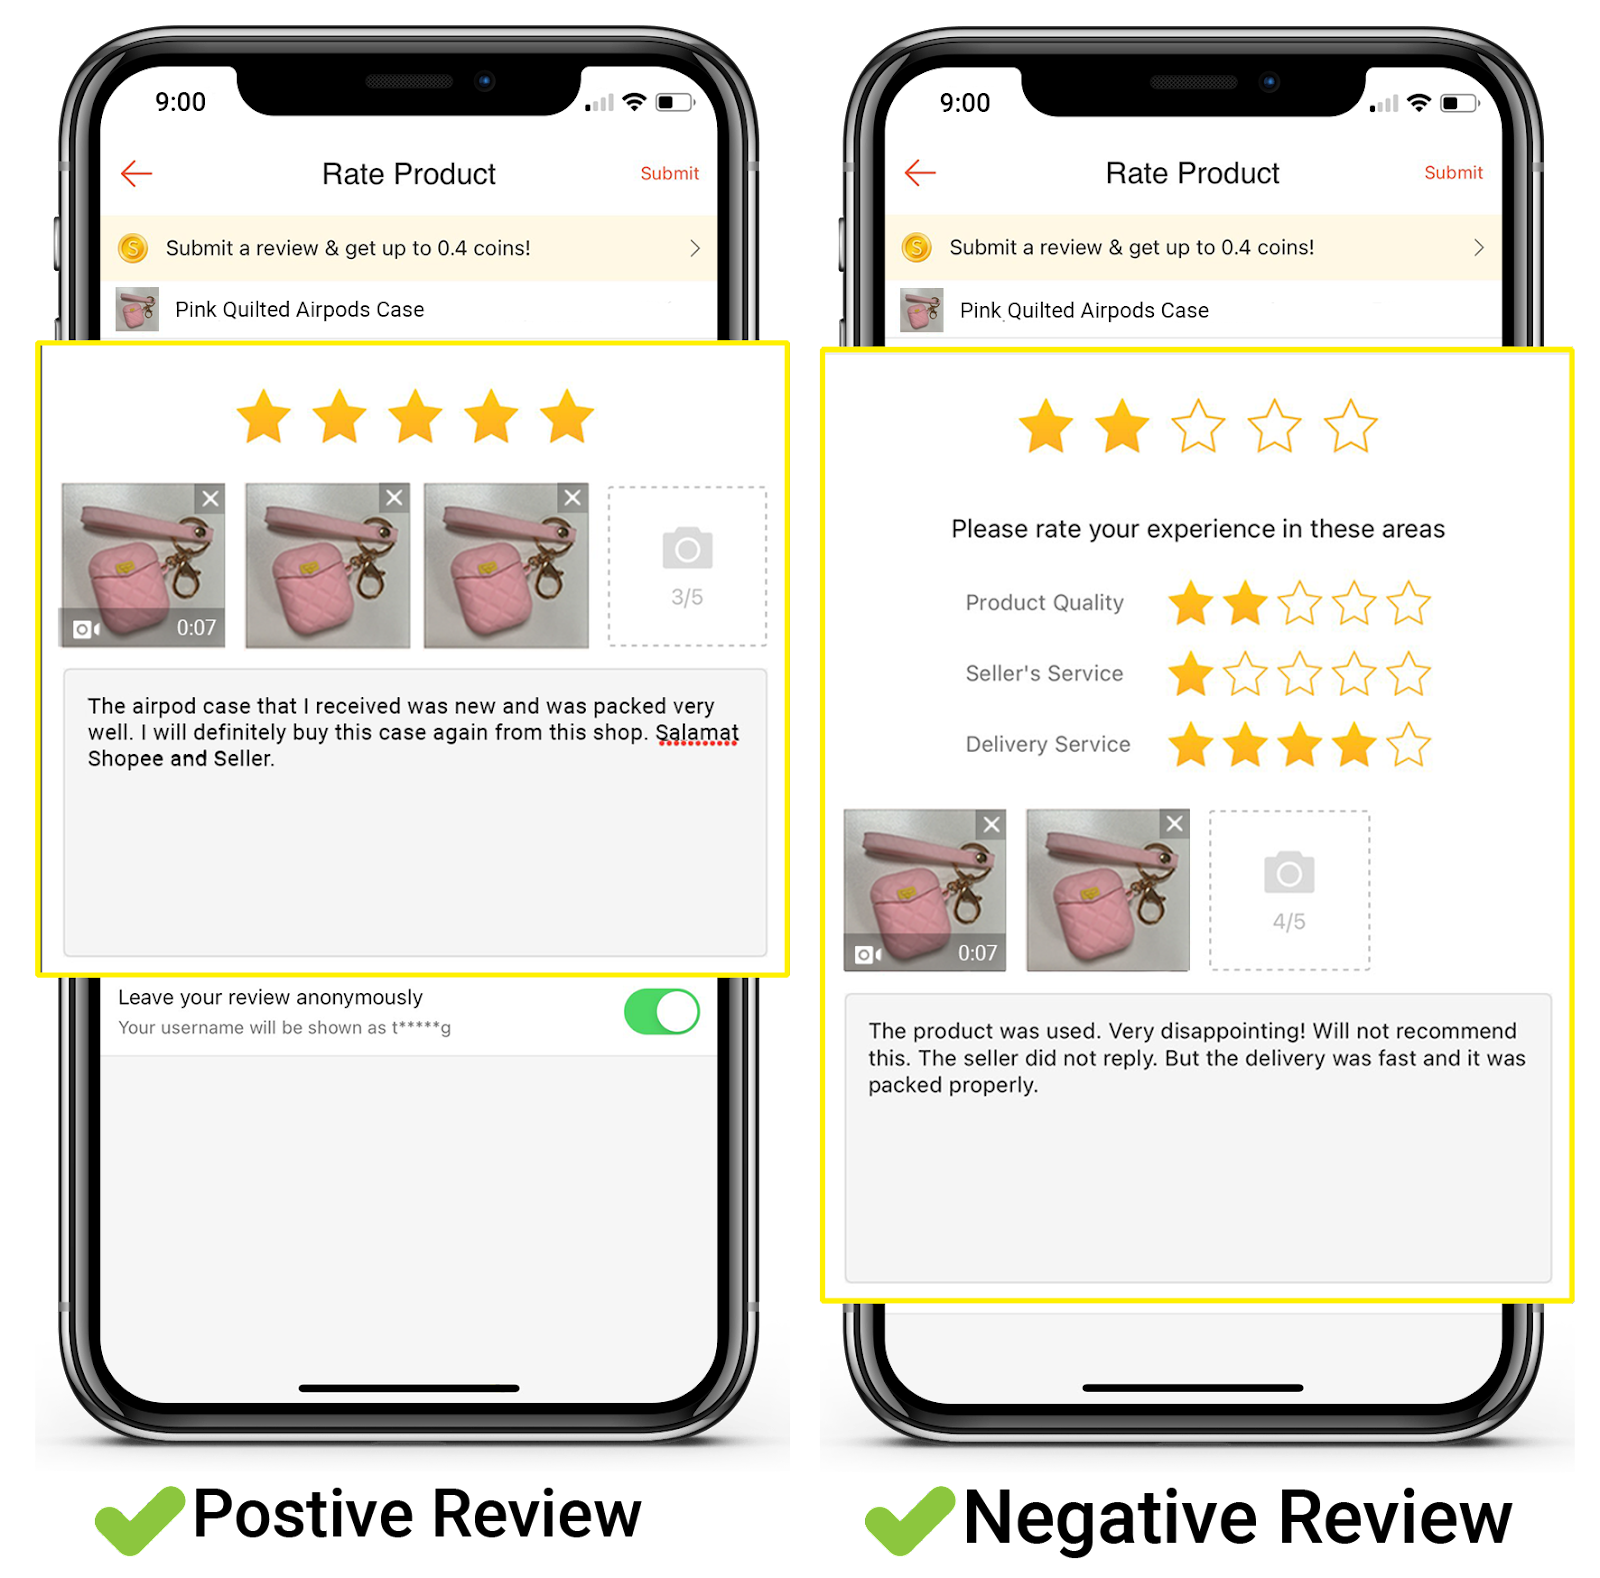 9:00
Rate Product
Submit
Submit a review & get up to 0.4 coins!
Pink Quilted Airpods Case
3/5
0:07
The airpod case that I received was new and was packed very
well. I will definitely buy this case again from this shop. Salamat
Shopee and Seller.
Leave your review anonymously
Your username will be shown as t*****g
Postive Review
9:00
Rate Product
Submit
Submit a review & get up to 0.4 coins!
Pink Quilted Airpods Case
Please rate your experience in these areas
Product Quality
Seller's Service
Delivery Service
4/5
0:07
The product was used. Very disappointing! Will not recommend
this. The seller did not reply. But the delivery was fast and it was
packed properly.
Negative Review